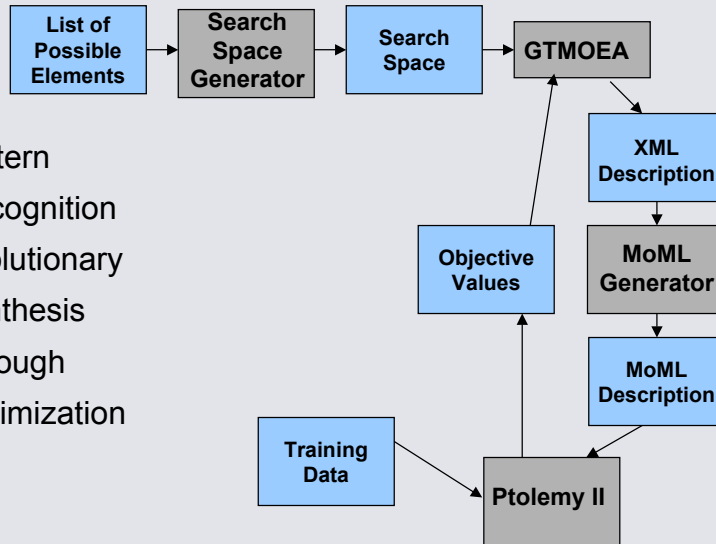 List of
Possible
Elements
Search
Space
Generator
Search
Space
GTMOEA
XML
Description
MoML
Generator
MoML
Description
Objective
Values
Training
Data
Ptolemy II
tern
cognition
olutionary
nthesis
ough
imization